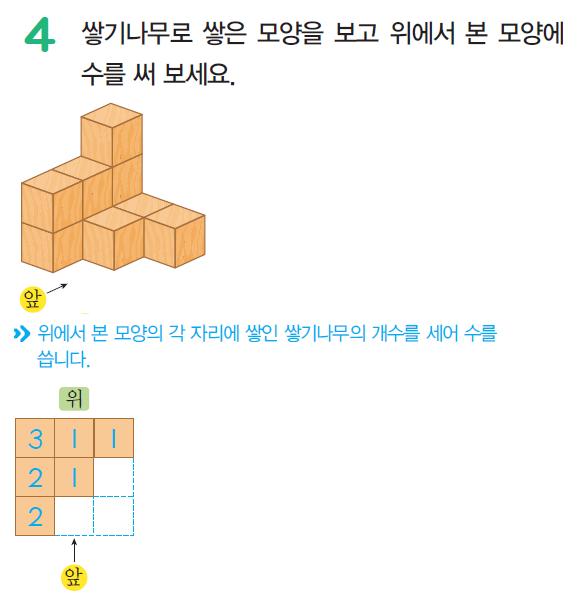 4 쌓기나무로 쌓은 모양을 보고 위에서 본 모양에
수를 써 보세요.
앞
위에서 본 모양의 각 자리에 쌓인 쌓기나무의 개수를 세어 수를
씁니다.
위
3 1 1
2 1
2
앞